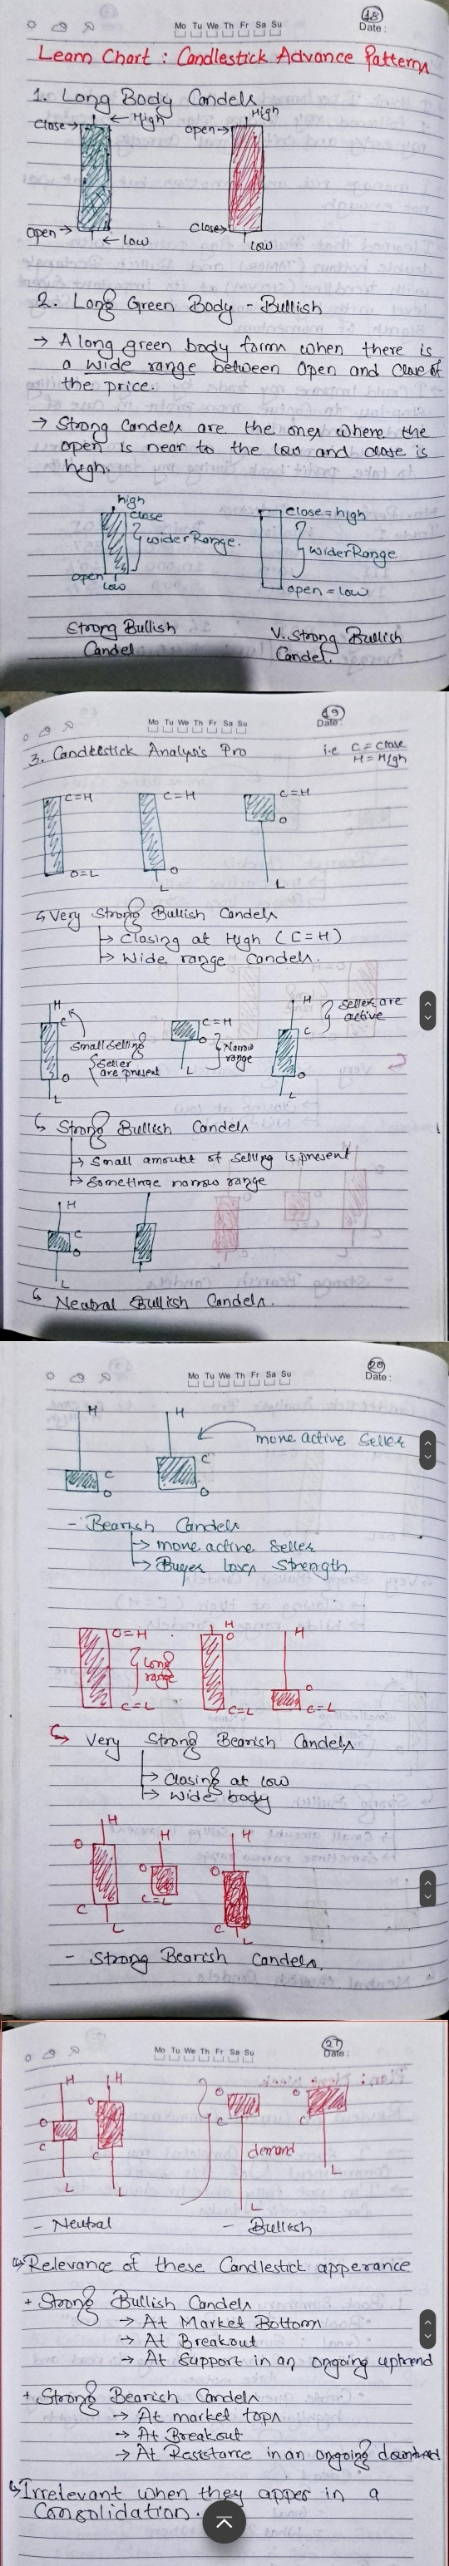 Mo Tu We Th Fr Sa Su
18
Date:
Learn Chart : Candlestick Advance Pattern
1. Long Body Candels
Close → ← High
open → High
Open → ← Low
Close → Low
2. Long Green Body - Bullish
→ A long green body form when there is
a wide range between Open and Close of
the price.
→ Strong Candels are the ones where the
open is near to the low and close is
high.
high
close
wider Range.
open
low
close = high
wider Range
open = low
Strong Bullish
Candel
V. Strong Bullish
Candel.
Mo Tu We Th Fr Sa Su
19
Date:
3. Candlestick Analysis Pro
i.e C = Close
H = High
C=H
O=L
C=H
O
L
C=H
O
L
↳ Very Strong Bullish Candels
→ Closing at High (C=H)
→ Wide range Candels.
H
C
Small selling
Seller
are present
O
L
C=H
O
L
Narrow
range
H
C
Seller are
active
O
L
↳ Strong Bullish Candels
→ Small amount of selling is present
→ Sometimes narrow range
H
C
O
L
↳ Neutral Bullish Candels.
Mo Tu We Th Fr Sa Su
20
Date:
H
C
O
H
C
O
more active Seller
- Bearish Candels
→ more active Seller
→ Buyer loses Strength
O=H
Long
range
C=L
H
O
C=L
H
O
C=L
↳ Very Strong Bearish Candels
→ Closing at low
→ Wide body
H
O
C
L
H
O
C=L
H
O
C
L
- Strong Bearish Candels.
Mo Tu We Th Fr Sa Su
21
Date:
H
O
C
L
H
O
C
L
O
C
demand
L
O
C
L
- Neutral
- Bullish
↳ Relevance of these Candlestick apperance
+ Strong Bullish Candels
→ At Market Bottom
→ At Breakout
→ At Support in an ongoing uptrend
+ Strong Bearish Candels
→ At market tops
→ At Breakout
→ At Resistance in an ongoing downtrend
↳ Irrelevant when they apper in a
Consolidation.